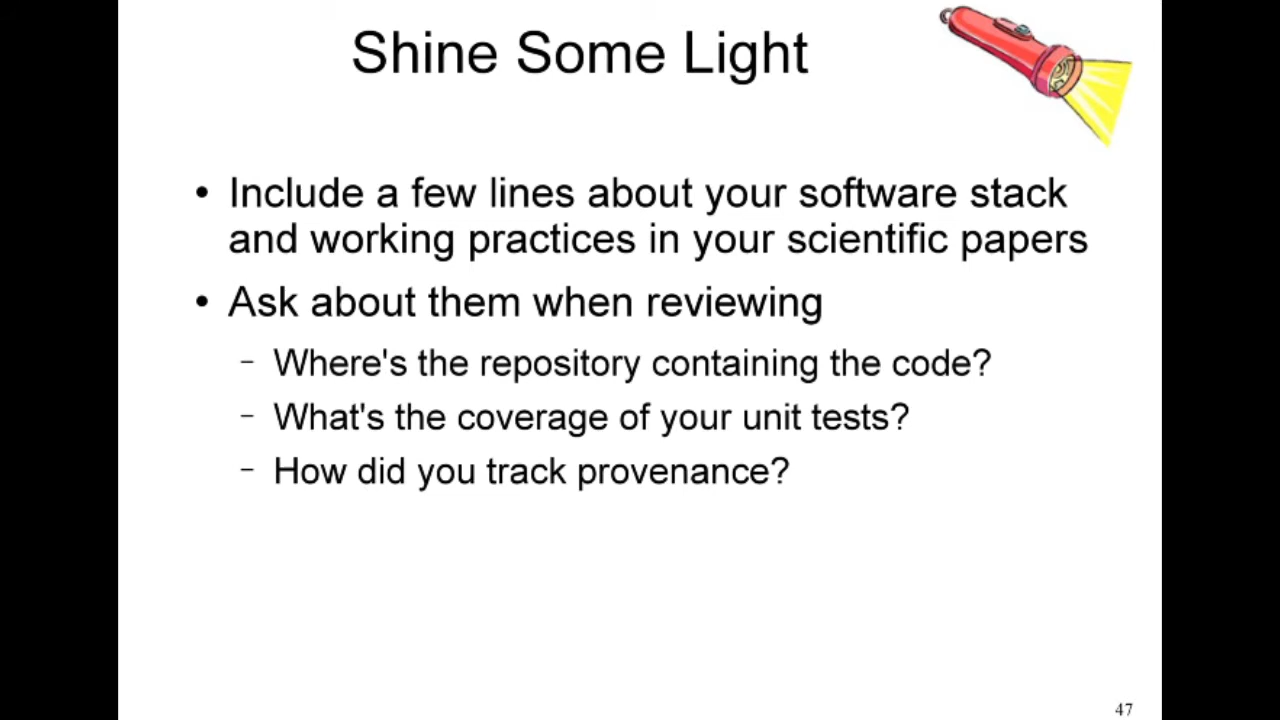 Shine Some Light
• Include a few lines about your software stack
and working practices in your scientific papers
• Ask about them when reviewing
– Where's the repository containing the code?
– What's the coverage of your unit tests?
– How did you track provenance?
47